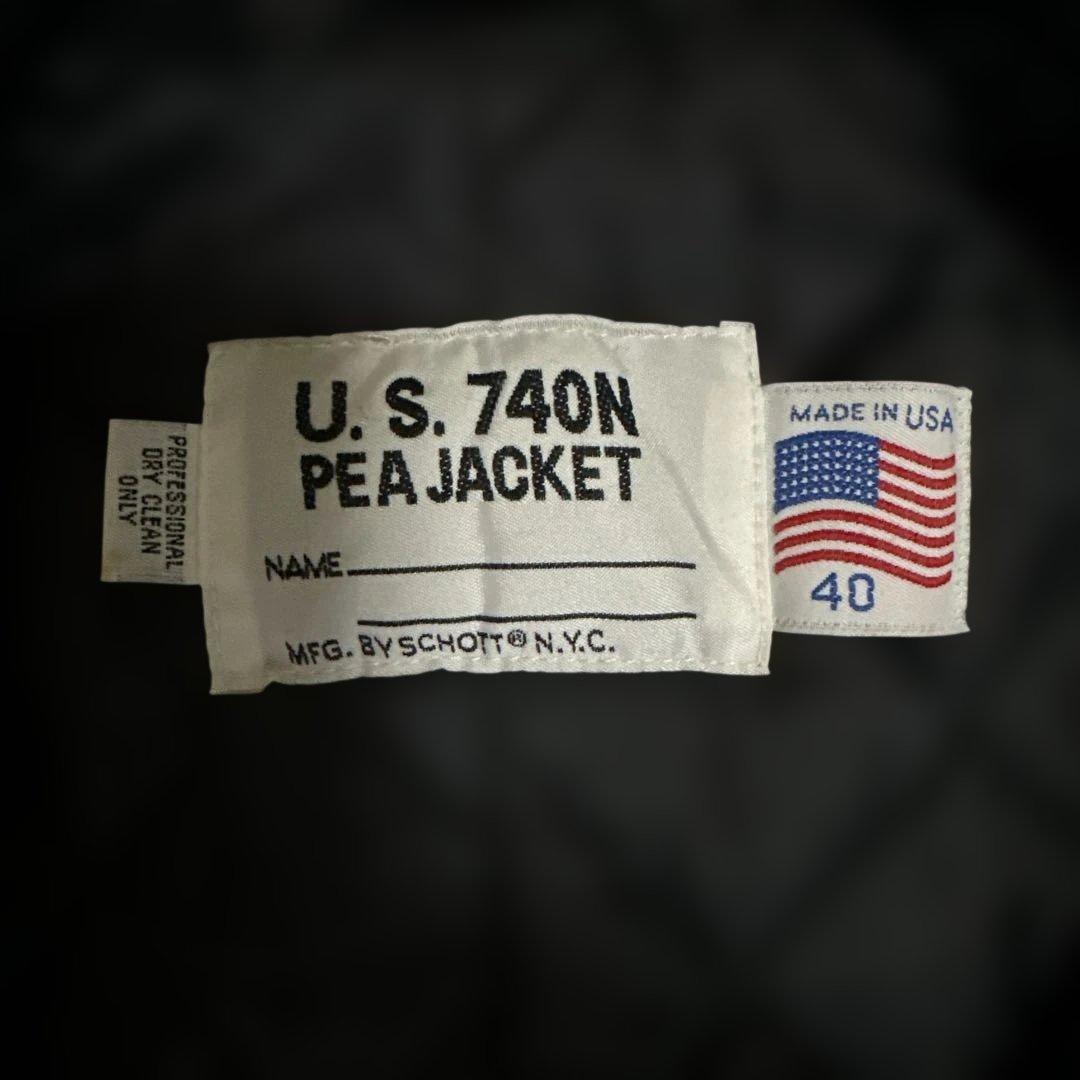 U. S. 740N
PEA JACKET
NAME
MFG. BY SCHOTT® N.Y.C.
PROFESSIONAL
DRY CLEAN
ONLY
MADE IN USA
40